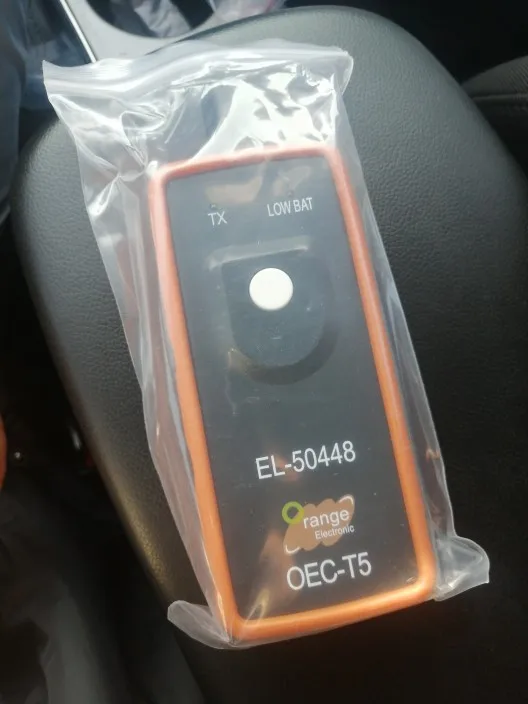 TX LOW BAT
EL-50448
Orange
Electronic
OEC-T5